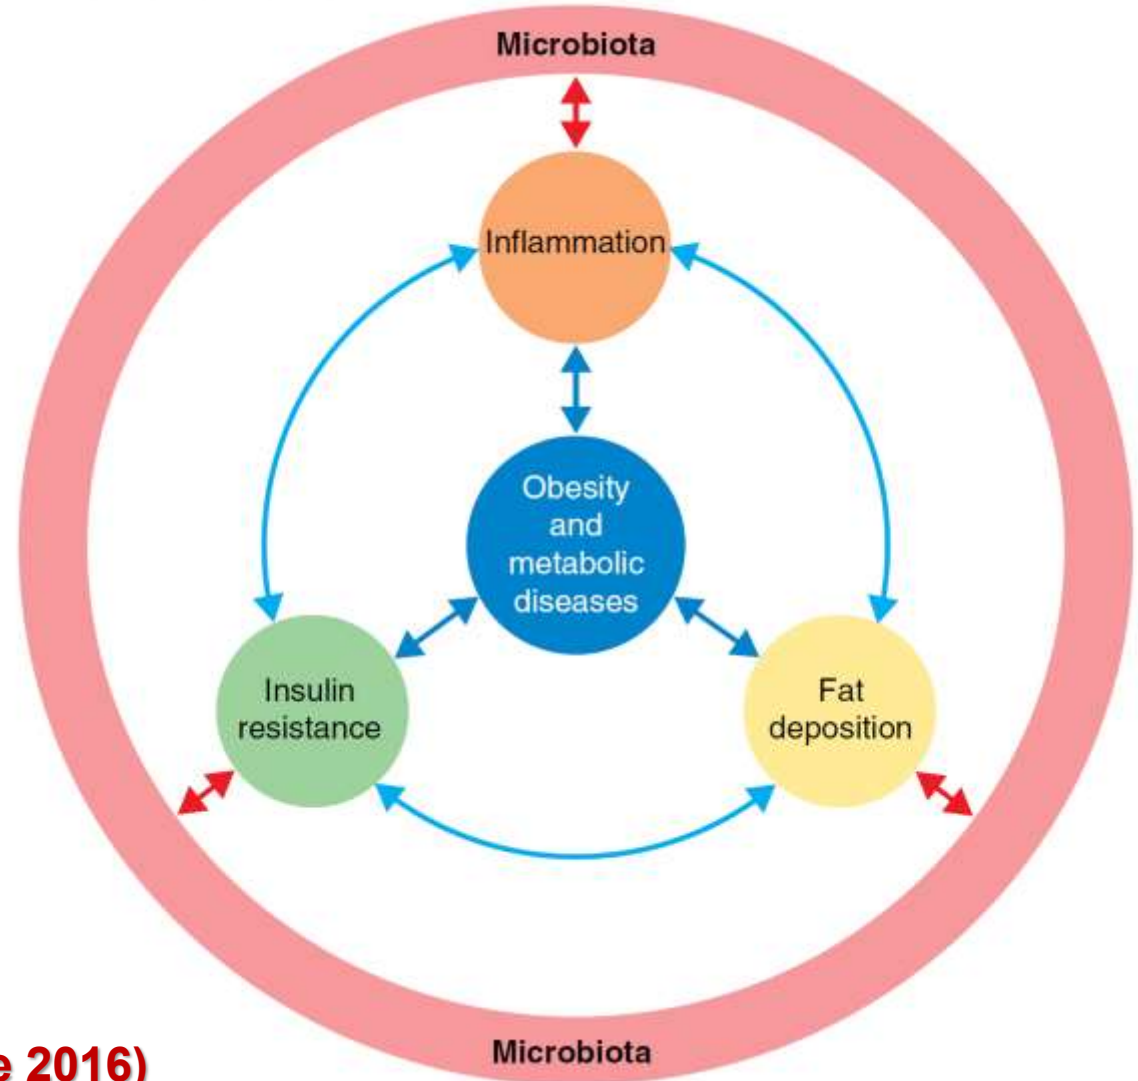 Microbiota
Inflammation
Obesity
and
metabolic
diseases
Insulin
resistance
Fat
deposition
Microbiota
e 2016)